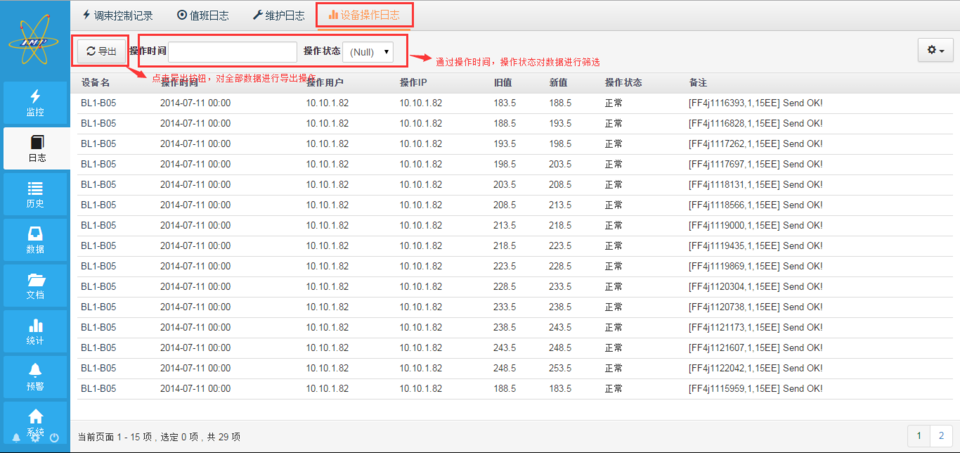 调束控制记录 值班日志 维护日志 设备操作日志
导出 操作时间 操作状态 (Null)
通过操作时间，操作状态对数据进行筛选
点击导出按钮，对全部数据进行导出操作
设备名 操作时间 操作用户 操作IP 旧值 新值 操作状态 备注
BL1-B05 2014-07-11 00:00 10.10.1.82 10.10.1.82 183.5 188.5 正常 [FF4j1116393,1,15EE] Send OK!
BL1-B05 2014-07-11 00:00 10.10.1.82 10.10.1.82 188.5 193.5 正常 [FF4j1116828,1,15EE] Send OK!
BL1-B05 2014-07-11 00:00 10.10.1.82 10.10.1.82 193.5 198.5 正常 [FF4j1117262,1,15EE] Send OK!
BL1-B05 2014-07-11 00:00 10.10.1.82 10.10.1.82 198.5 203.5 正常 [FF4j1117697,1,15EE] Send OK!
BL1-B05 2014-07-11 00:00 10.10.1.82 10.10.1.82 203.5 208.5 正常 [FF4j1118131,1,15EE] Send OK!
BL1-B05 2014-07-11 00:00 10.10.1.82 10.10.1.82 208.5 213.5 正常 [FF4j1118566,1,15EE] Send OK!
BL1-B05 2014-07-11 00:00 10.10.1.82 10.10.1.82 213.5 218.5 正常 [FF4j1119000,1,15EE] Send OK!
BL1-B05 2014-07-11 00:00 10.10.1.82 10.10.1.82 218.5 223.5 正常 [FF4j1119435,1,15EE] Send OK!
BL1-B05 2014-07-11 00:00 10.10.1.82 10.10.1.82 223.5 228.5 正常 [FF4j1119869,1,15EE] Send OK!
BL1-B05 2014-07-11 00:00 10.10.1.82 10.10.1.82 228.5 233.5 正常 [FF4j1120304,1,15EE] Send OK!
BL1-B05 2014-07-11 00:00 10.10.1.82 10.10.1.82 233.5 238.5 正常 [FF4j1120738,1,15EE] Send OK!
BL1-B05 2014-07-11 00:00 10.10.1.82 10.10.1.82 238.5 243.5 正常 [FF4j1121173,1,15EE] Send OK!
BL1-B05 2014-07-11 00:00 10.10.1.82 10.10.1.82 243.5 248.5 正常 [FF4j1121607,1,15EE] Send OK!
BL1-B05 2014-07-11 00:00 10.10.1.82 10.10.1.82 248.5 253.5 正常 [FF4j1122042,1,15EE] Send OK!
BL1-B05 2014-07-11 00:00 10.10.1.82 10.10.1.82 188.5 183.5 正常 [FF4j1115959,1,15EE] Send OK!
监控
日志
历史
数据
文档
统计
预警
系统
当前页面 1 - 15 项，选定 0 项，共 29 项
1 2